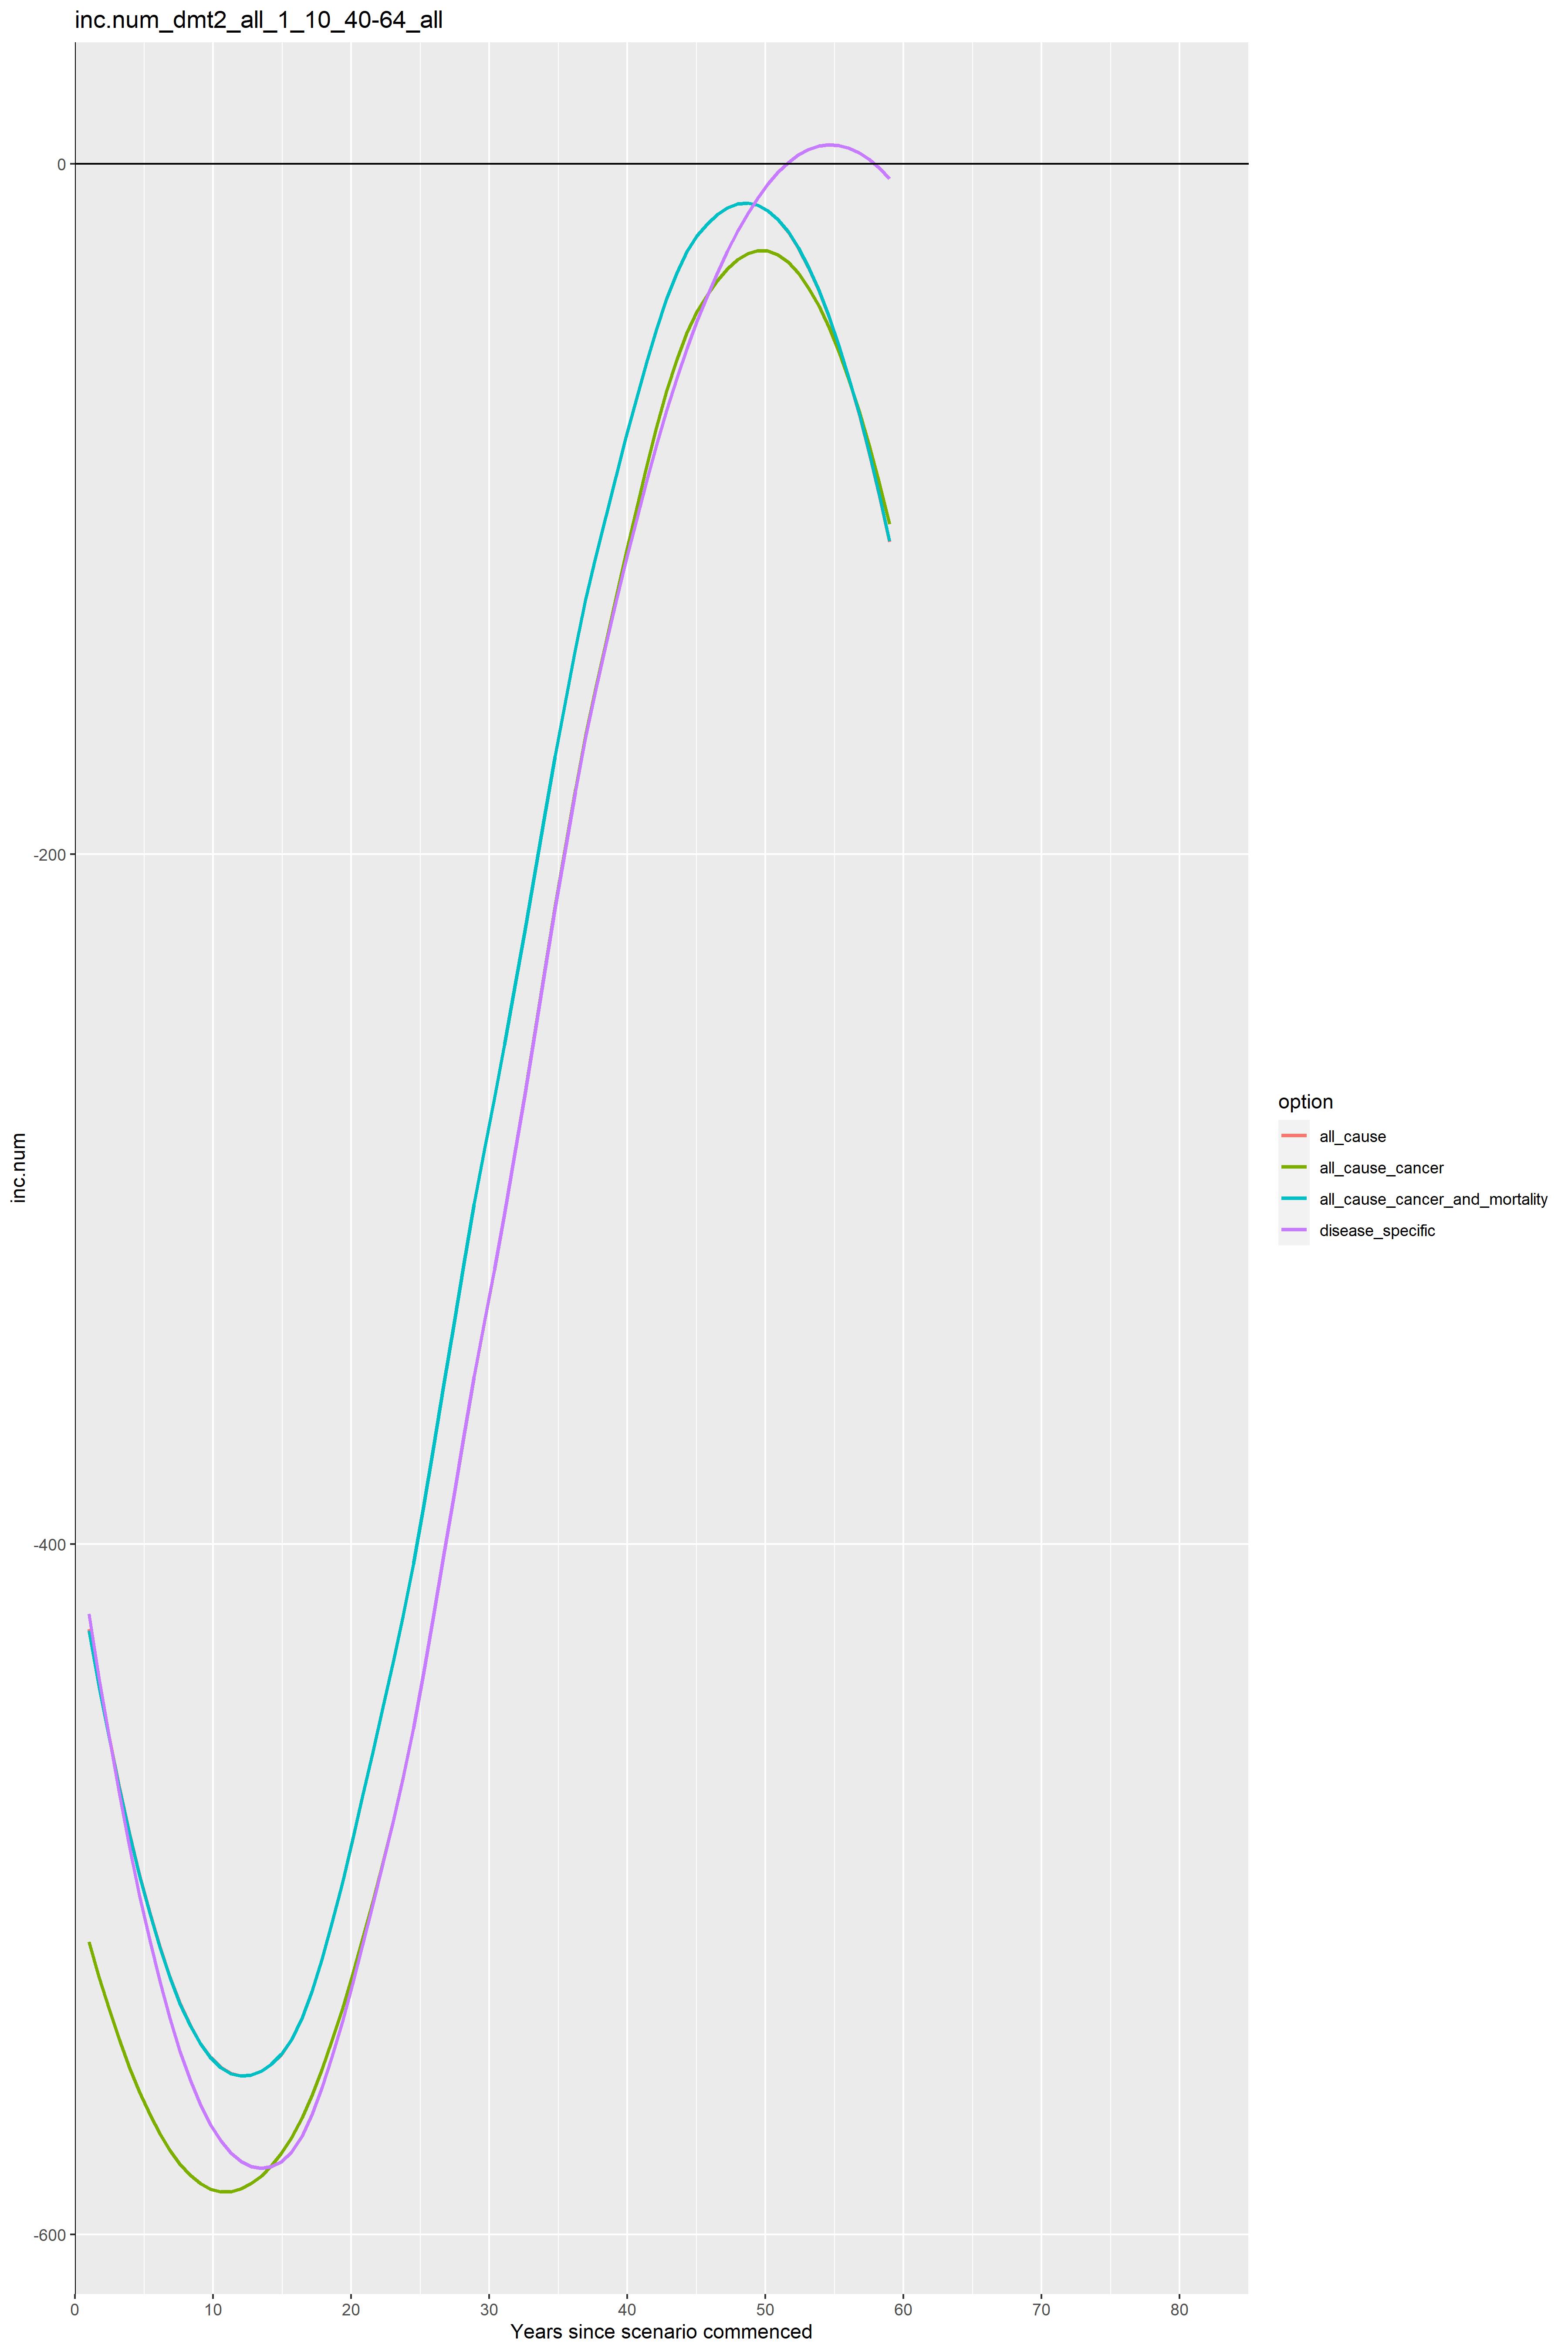 inc.num_dmt2_all_1_10_40-64_all
0
-200
-400
-600
inc.num
0 10 20 30 40 50 60 70 80
Years since scenario commenced
option
all_cause
all_cause_cancer
all_cause_cancer_and_mortality
disease_specific